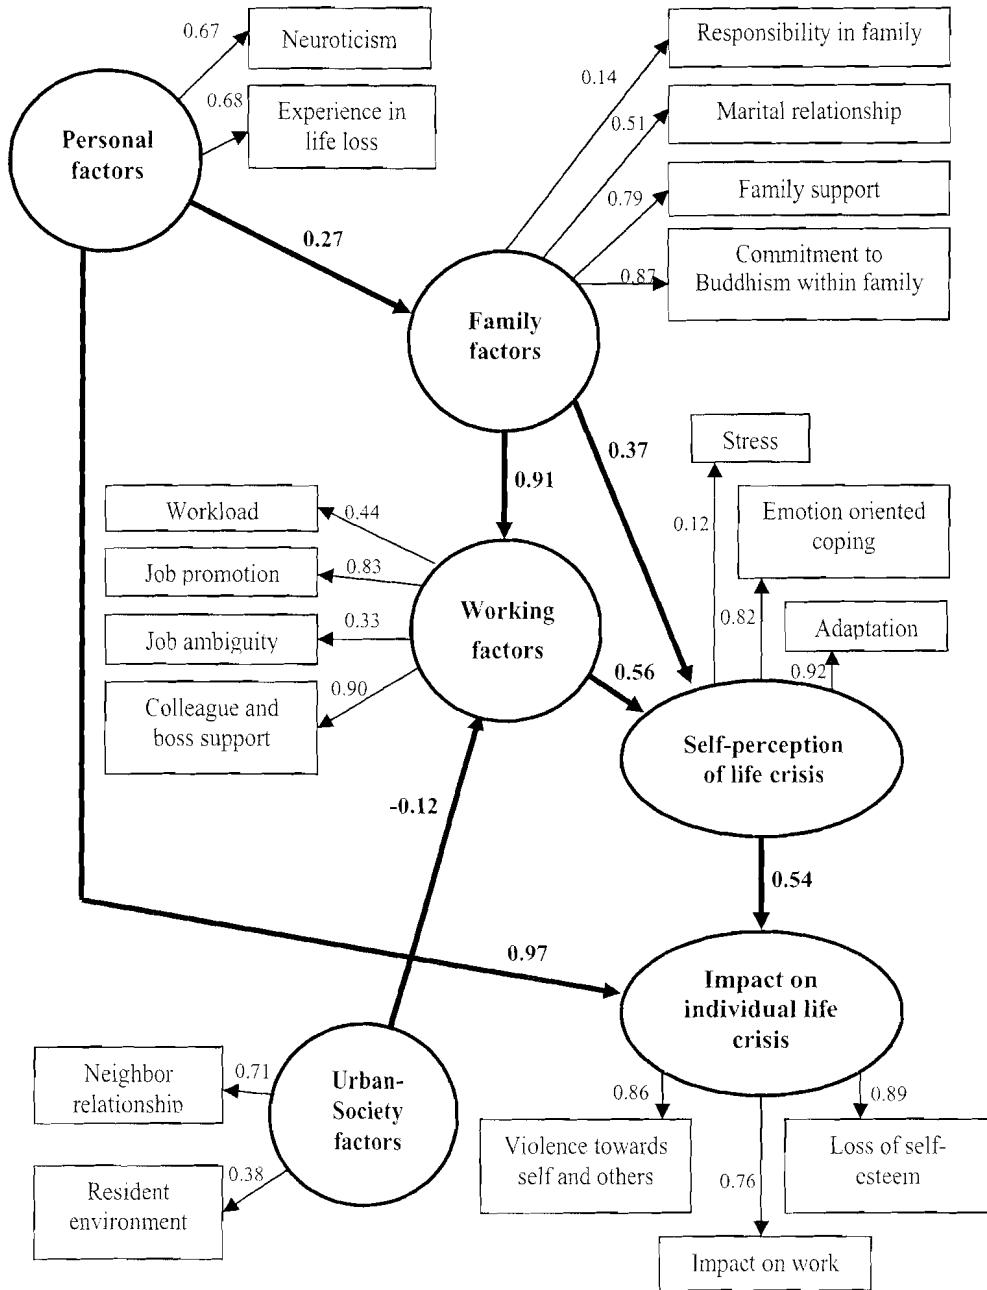 0.67
Neuroticism
0.68
Experience in
life loss
Personal
factors
Responsibility in family
0.14
Marital relationship
0.51
Family support
0.79
Commitment to
Buddhism within family
0.87
0.27
Family
factors
0.37
0.91
Stress
0.12
Emotion oriented
coping
0.82
Adaptation
0.92
Workload
0.44
Job promotion
0.83
Job ambiguity
0.33
Colleague and
boss support
0.90
Working
factors
0.56
Self-perception
of life crisis
-0.12
0.54
0.97
Impact on
individual life
crisis
Neighbor
relationship
0.71
Urban-
Society
factors
Resident
environment
0.38
0.86
Violence towards
self and others
0.76
Impact on work
0.89
Loss of self-
esteem